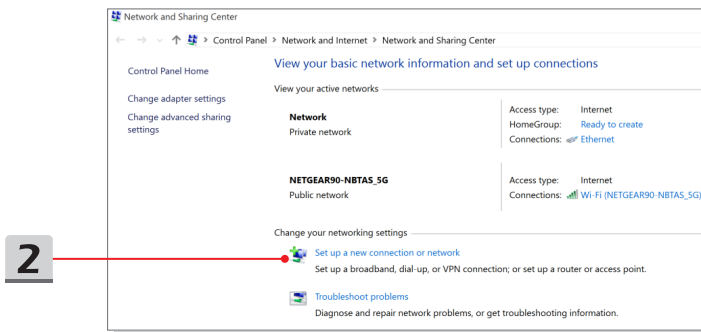 Network and Sharing Center
Control Panel > Network and Internet > Network and Sharing Center
Control Panel Home
Change adapter settings
Change advanced sharing
settings
View your basic network information and set up connections
View your active networks
Network
Private network
Access type: Internet
HomeGroup: Ready to create
Connections: Ethernet
NETGEAR90-NBTAS_5G
Public network
Access type: Internet
Connections: Wi-Fi (NETGEAR90-NBTAS_5G)
Change your networking settings
2
Set up a new connection or network
Set up a broadband, dial-up, or VPN connection; or set up a router or access point.
Troubleshoot problems
Diagnose and repair network problems, or get troubleshooting information.